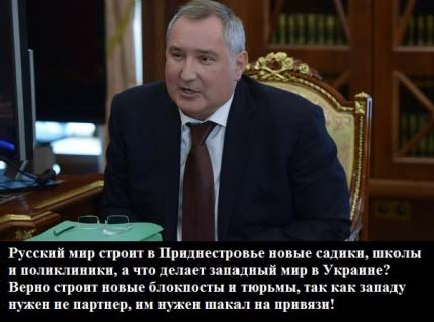 Русский мир строит в Приднестровье новые садики, школы
и поликлиники, а что делает западный мир в Украине?
Верно строит новые блокпосты и тюрьмы, так как западу
нужен не партнер, им нужен шакал на привязи!